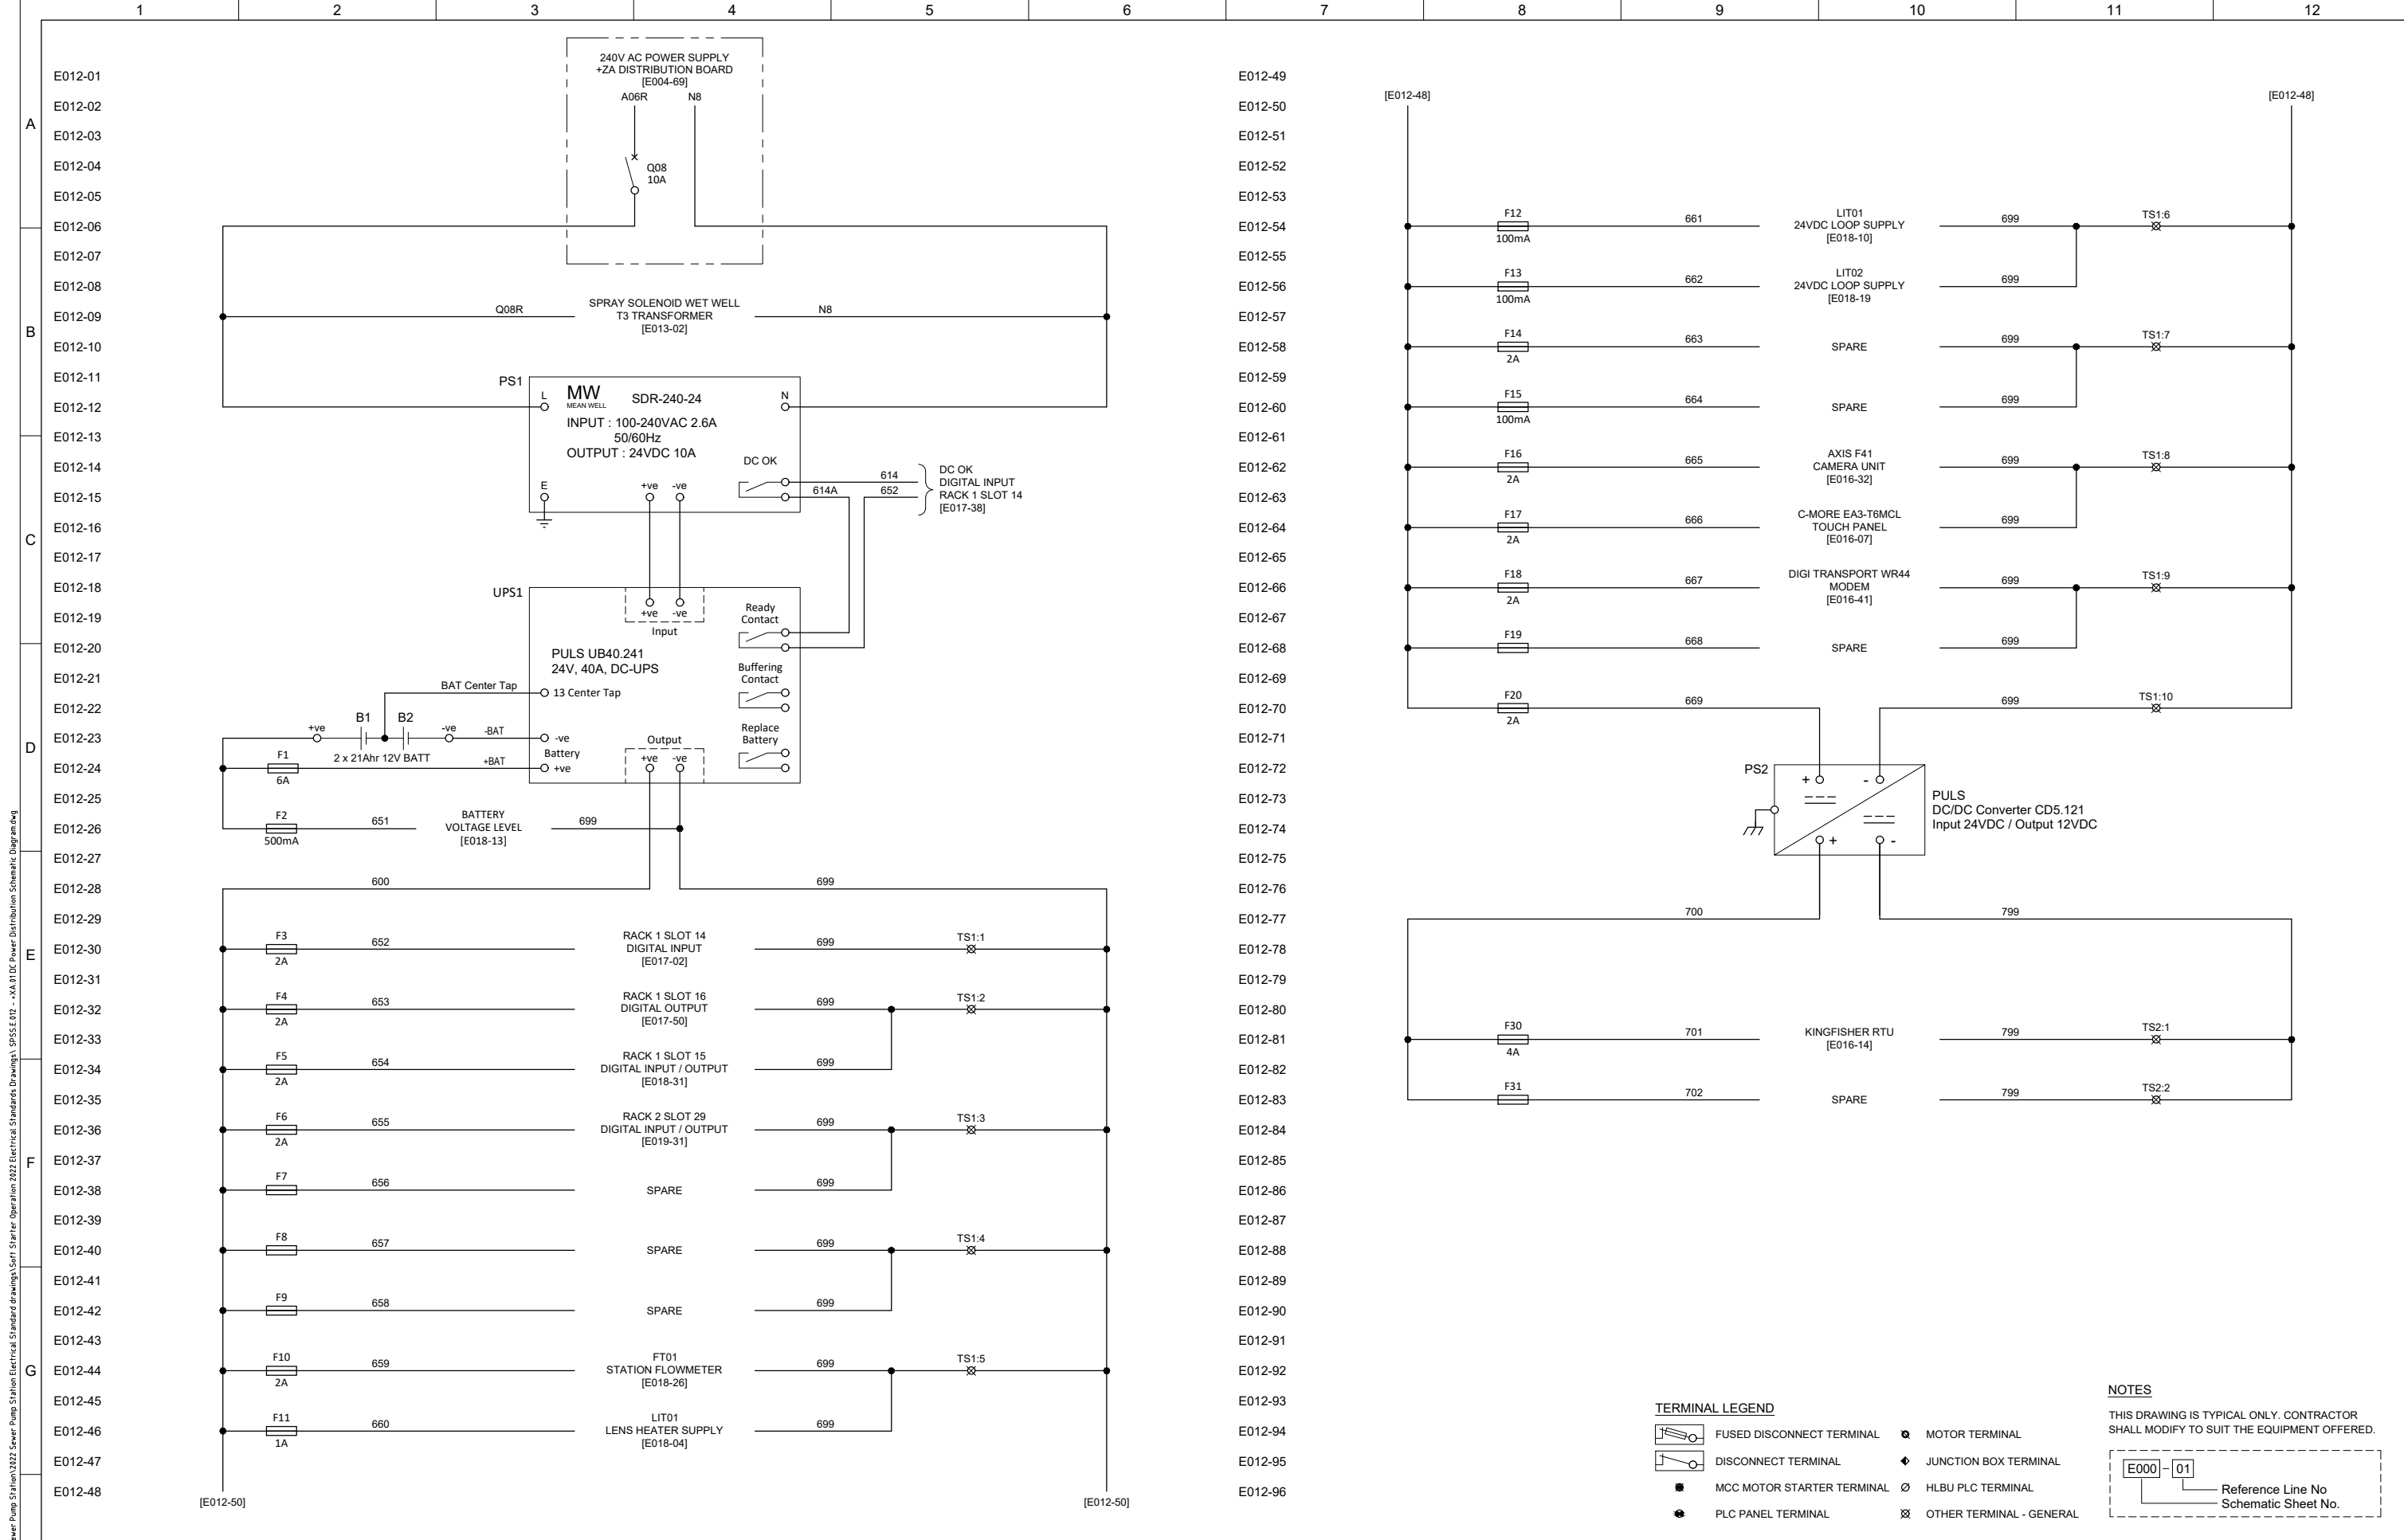 1 2 3 4 5 6 7 8 9 10 11 12
A
B
C
D
E
F
G
E012-01
E012-02
E012-03
E012-04
E012-05
E012-06
E012-07
E012-08
E012-09
E012-10
E012-11
E012-12
E012-13
E012-14
E012-15
E012-16
E012-17
E012-18
E012-19
E012-20
E012-21
E012-22
E012-23
E012-24
E012-25
E012-26
E012-27
E012-28
E012-29
E012-30
E012-31
E012-32
E012-33
E012-34
E012-35
E012-36
E012-37
E012-38
E012-39
E012-40
E012-41
E012-42
E012-43
E012-44
E012-45
E012-46
E012-47
E012-48
240V AC POWER SUPPLY
+ZA DISTRIBUTION BOARD
[E004-69]
A06R N8
Q08
10A
Q08R
SPRAY SOLENOID WET WELL
T3 TRANSFORMER
[E013-02]
N8
PS1
L
MW
MEAN WELL
SDR-240-24
N
INPUT : 100-240VAC 2.6A
50/60Hz
OUTPUT : 24VDC 10A
DC OK
E
+ve -ve
614
614A
652
DC OK
DIGITAL INPUT
RACK 1 SLOT 14
[E017-38]
UPS1
+ve -ve
Input
Ready
Contact
PULS UB40.241
24V, 40A, DC-UPS
Buffering
Contact
BAT Center Tap
13 Center Tap
B1 B2
+ve
-ve
-BAT
-ve
Replace
Battery
2 x 21Ahr 12V BATT
Battery
Output
+ve -ve
F1
6A
+BAT
+ve
F2
500mA
651
BATTERY
VOLTAGE LEVEL
[E018-13]
699
600
699
F3
2A
652
RACK 1 SLOT 14
DIGITAL INPUT
[E017-02]
699
TS1:1
F4
2A
653
RACK 1 SLOT 16
DIGITAL OUTPUT
[E017-50]
699
TS1:2
F5
2A
654
RACK 1 SLOT 15
DIGITAL INPUT / OUTPUT
[E018-31]
699
F6
2A
655
RACK 2 SLOT 29
DIGITAL INPUT / OUTPUT
[E019-31]
699
TS1:3
F7
656
SPARE
699
F8
657
SPARE
699
TS1:4
F9
658
SPARE
699
F10
2A
659
FT01
STATION FLOWMETER
[E018-26]
699
TS1:5
F11
1A
660
LIT01
LENS HEATER SUPPLY
[E018-04]
699
[E012-50]
[E012-50]
E012-49
E012-50
E012-51
E012-52
E012-53
E012-54
E012-55
E012-56
E012-57
E012-58
E012-59
E012-60
E012-61
E012-62
E012-63
E012-64
E012-65
E012-66
E012-67
E012-68
E012-69
E012-70
E012-71
E012-72
E012-73
E012-74
E012-75
E012-76
E012-77
E012-78
E012-79
E012-80
E012-81
E012-82
E012-83
E012-84
E012-85
E012-86
E012-87
E012-88
E012-89
E012-90
E012-91
E012-92
E012-93
E012-94
E012-95
E012-96
[E012-48]
[E012-48]
F12
100mA
661
LIT01
24VDC LOOP SUPPLY
[E018-10]
699
TS1:6
F13
100mA
662
LIT02
24VDC LOOP SUPPLY
[E018-19
699
F14
2A
663
SPARE
699
TS1:7
F15
100mA
664
SPARE
699
F16
2A
665
AXIS F41
CAMERA UNIT
[E016-32]
699
TS1:8
F17
2A
666
C-MORE EA3-T6MCL
TOUCH PANEL
[E016-07]
699
F18
2A
667
DIGI TRANSPORT WR44
MODEM
[E016-41]
699
TS1:9
F19
668
SPARE
699
F20
2A
669
699
TS1:10
PS2
+ -
+ -
PULS
DC/DC Converter CD5.121
Input 24VDC / Output 12VDC
700
799
F30
4A
701
KINGFISHER RTU
[E016-14]
799
TS2:1
F31
702
SPARE
799
TS2:2
TERMINAL LEGEND
FUSED DISCONNECT TERMINAL
DISCONNECT TERMINAL
MCC MOTOR STARTER TERMINAL
PLC PANEL TERMINAL
MOTOR TERMINAL
JUNCTION BOX TERMINAL
HLBU PLC TERMINAL
OTHER TERMINAL - GENERAL
NOTES
THIS DRAWING IS TYPICAL ONLY. CONTRACTOR
SHALL MODIFY TO SUIT THE EQUIPMENT OFFERED.
E000 - 01
Reference Line No
Schematic Sheet No.
ewer Pump Station\2022 Sewer Pump Station Electrical Standard drawings\Soft Starter Operation 2022 Electrical Standards Drawings\ SPSS.E.012 - +XA.01 DC Power Distribution Schematic Diagram.dwg